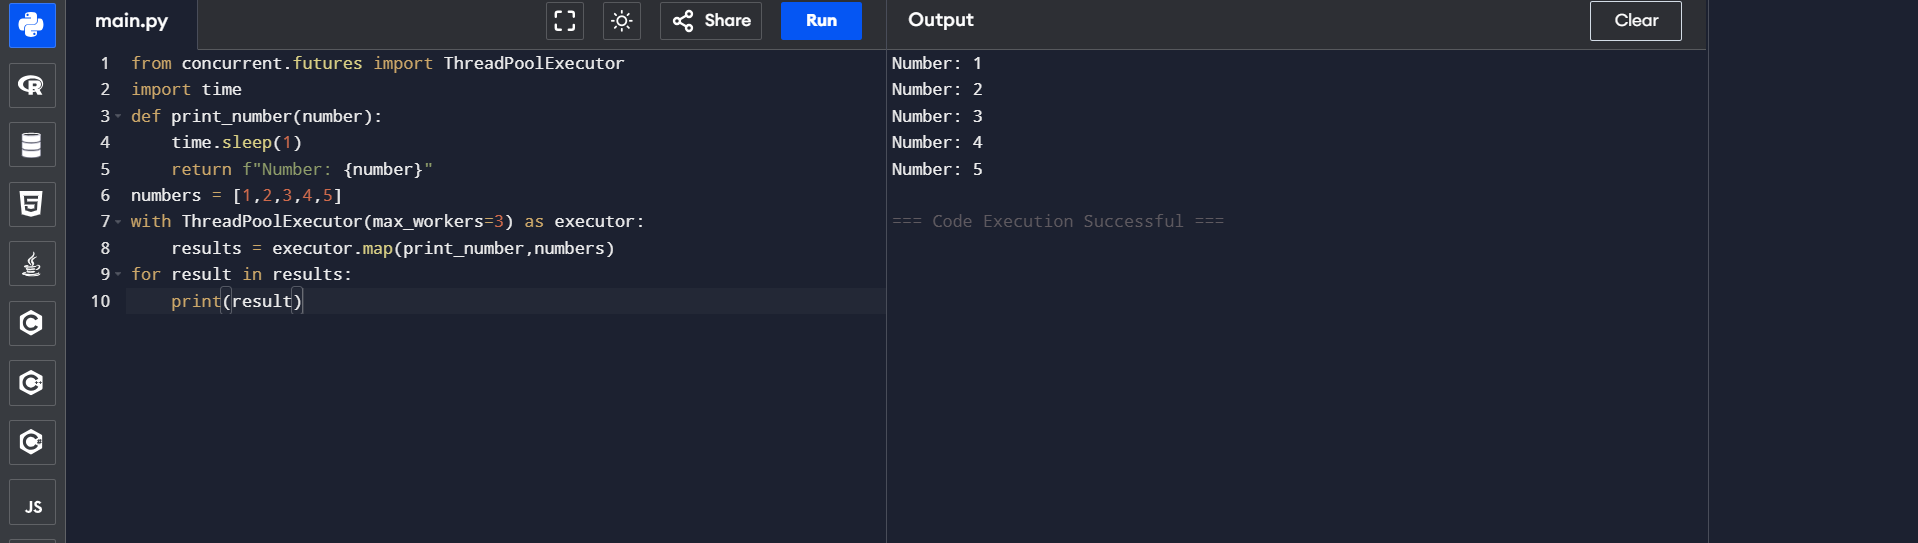 main.py
Share
Run
Output
Clear
1 from concurrent.futures import ThreadPoolExecutor
2 import time
3 def print_number(number):
4     time.sleep(1)
5     return f"Number: {number}"
6 numbers = [1,2,3,4,5]
7 with ThreadPoolExecutor(max_workers=3) as executor:
8     results = executor.map(print_number,numbers)
9 for result in results:
10     print(result)
Number: 1
Number: 2
Number: 3
Number: 4
Number: 5
=== Code Execution Successful ===
R
5
C
C++
C#
JS